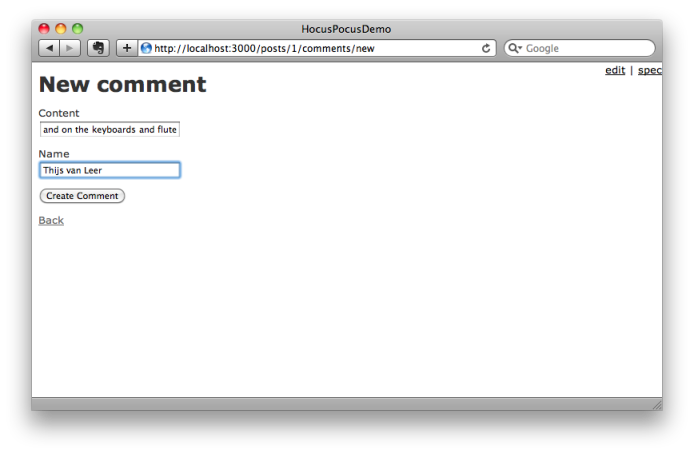 HocusPocusDemo
http://localhost:3000/posts/1/comments/new
Google
edit | spec
New comment
Content
and on the keyboards and flute
Name
Thijs van Leer
Create Comment
Back